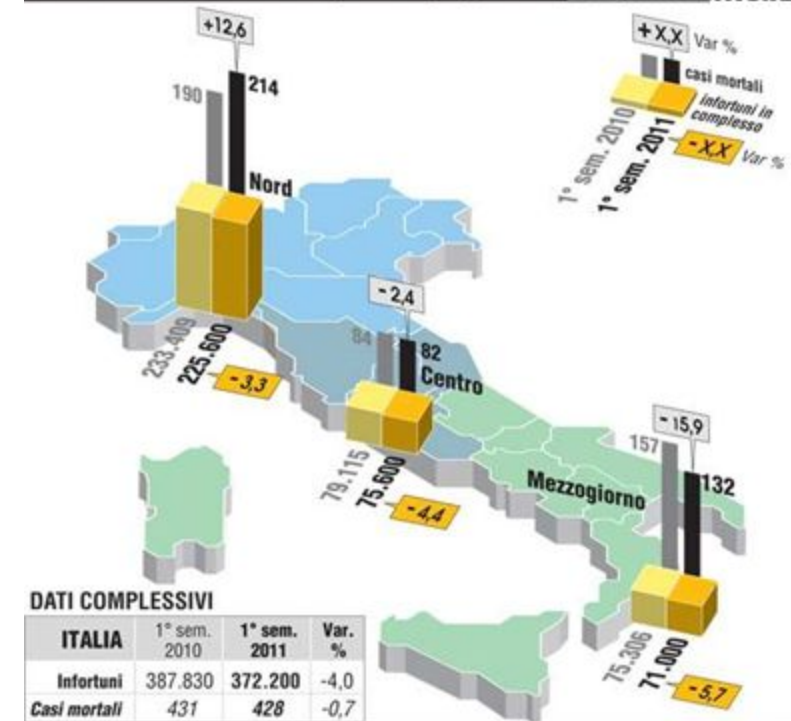 +12,6
190
214
Nord
233.409
225.600
- 3,3
+ X,X Var %
casi mortali
infortuni in
complesso
1° sem. 2010
1° sem. 2011
- X,X Var %
- 2,4
84
82
Centro
79.115
75.600
- 4,4
- 15,9
157
132
Mezzogiorno
75.306
71.000
- 5,7
DATI COMPLESSIVI
ITALIA 1° sem. 2010 1° sem. 2011 Var. %
Infortuni 387.830 372.200 -4,0
Casi mortali 431 428 -0,7